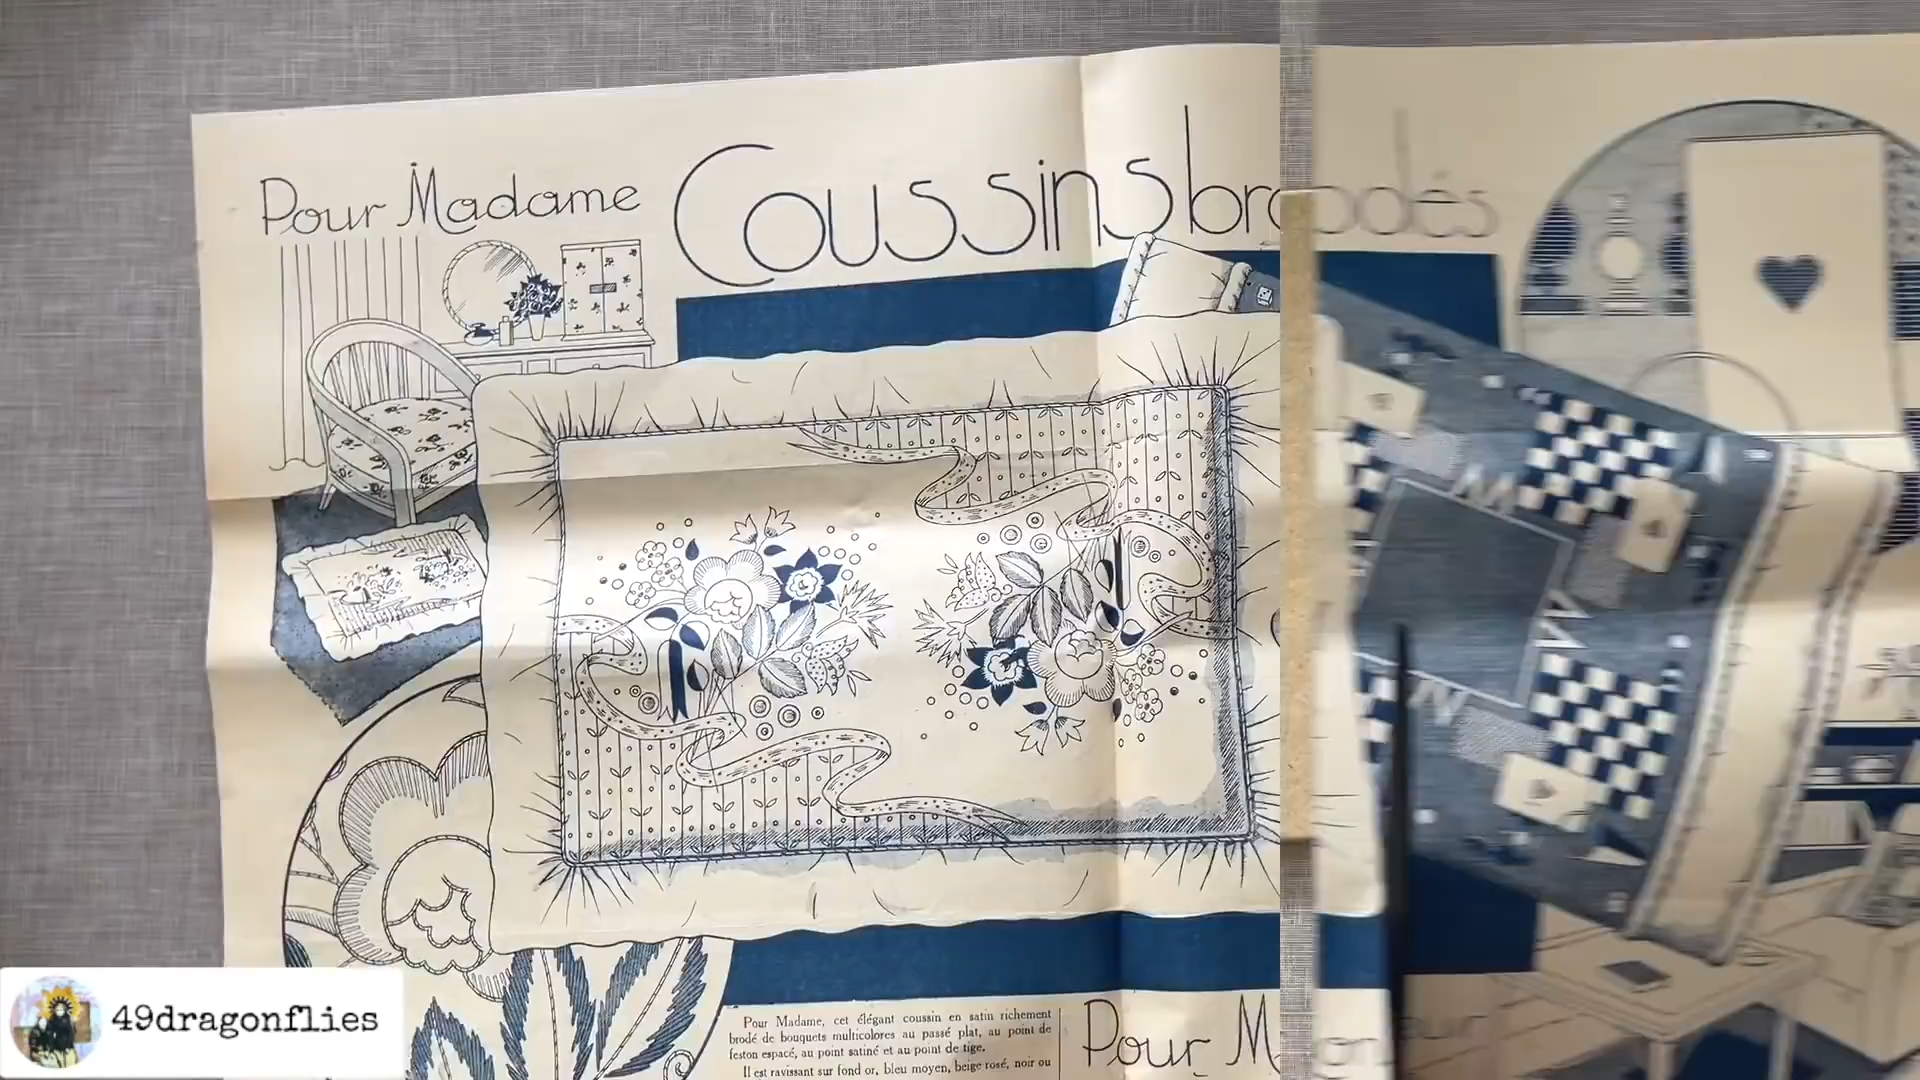 Pour Madame
Coussins brodés
Pour Madame, cet élégant coussin en satin richement
brodé de bouquets multicolores au passé plat, au point de
feston espacé, au point satiné et au point de tige.
Il est ravissant sur fond or, bleu moyen, beige rosé, noir ou
Pour M
49dragonflies